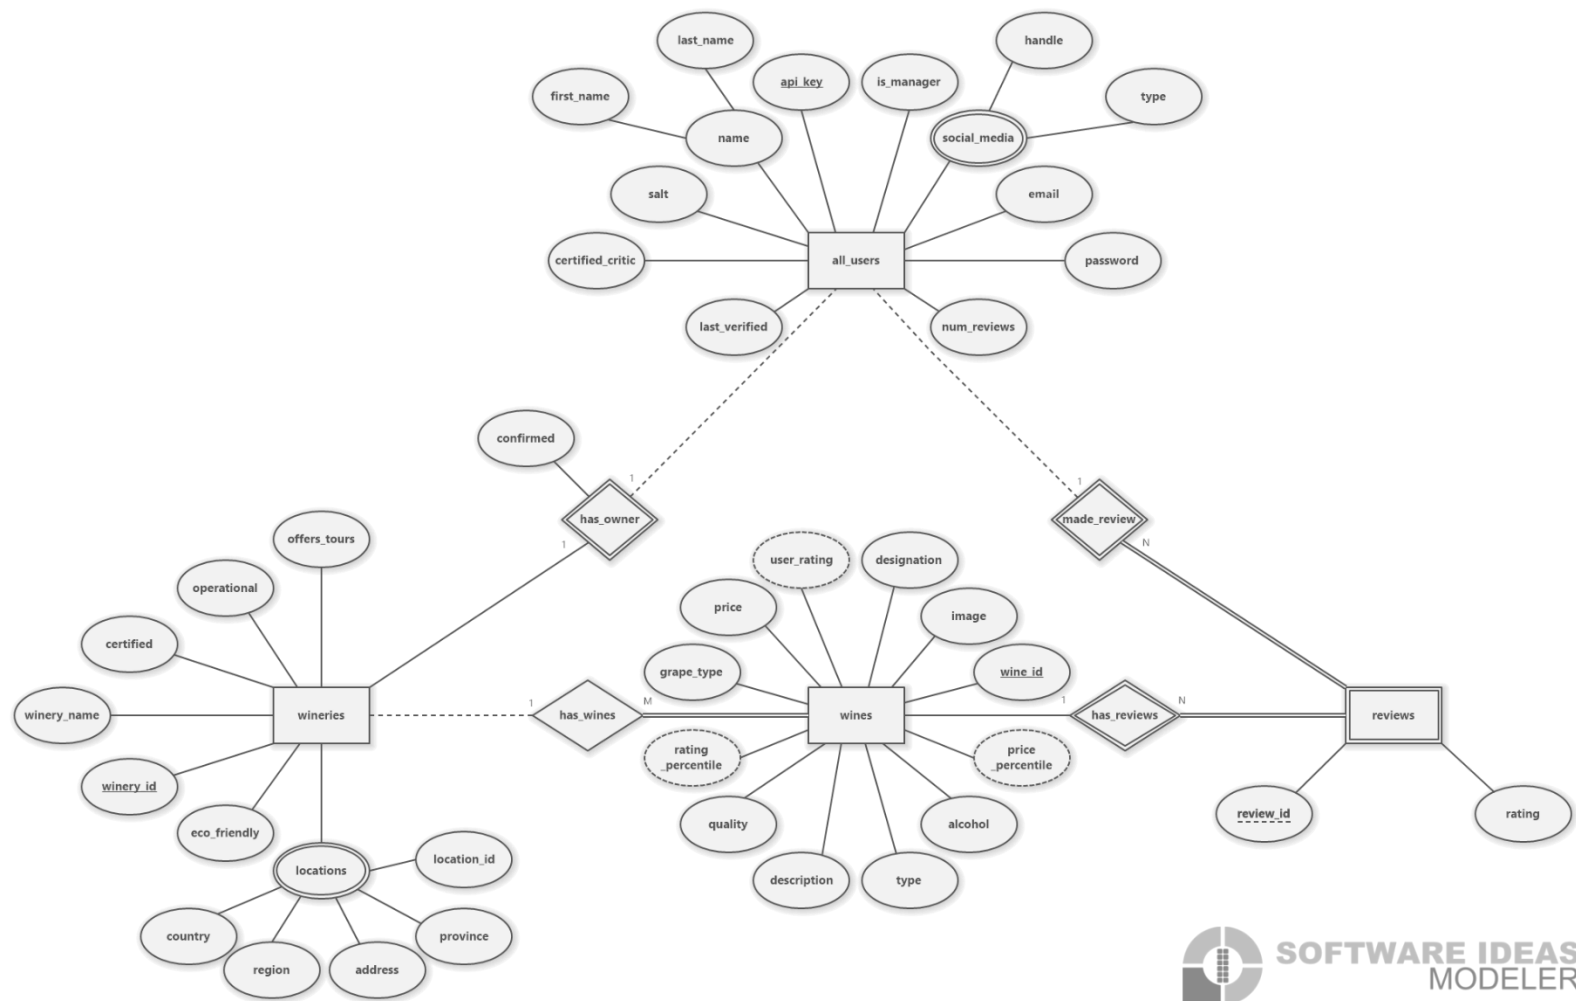 last_name
handle
first_name
api_key
is_manager
type
name
social_media
salt
email
certified_critic
all_users
password
last_verified
num_reviews
confirmed
1
1
has_owner
made_review
1
N
offers_tours
user_rating
designation
operational
price
image
certified
grape_type
wine_id
winery_name
wineries
1
has_wines
M
wines
1
has_reviews
N
reviews
winery_id
rating
_percentile
price
_percentile
eco_friendly
quality
alcohol
review_id
rating
locations
location_id
description
type
country
province
region
address
SOFTWARE IDEAS
MODELER